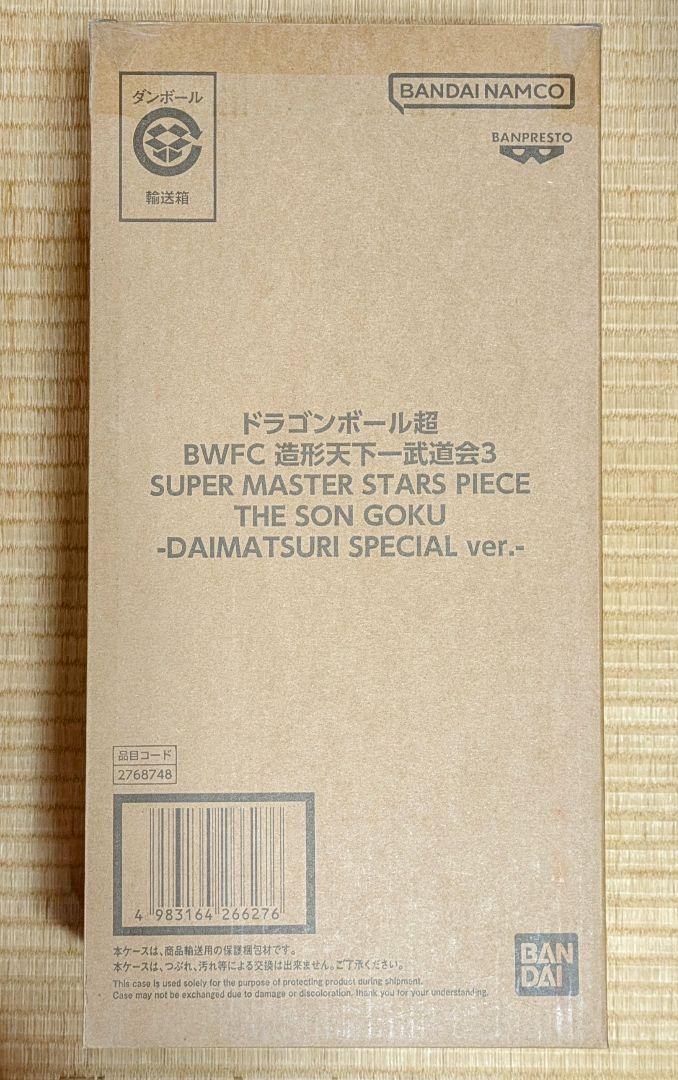 ダンボール
輸送箱
BANDAI NAMCO
BANPRESTO
ドラゴンボール超
BWFC 造形天下一武道会3
SUPER MASTER STARS PIECE
THE SON GOKU
-DAIMATSURI SPECIAL ver.-
品目コード
2768748
4 983164 266276
本ケースは、商品輸送用の保護梱包材です。
本ケースは、つぶれ、汚れ等による交換は出来ません。ご了承ください。
This case is used solely for the purpose of protecting product during shipment.
Case may not be exchanged due to damage or discoloration, thank you for your understanding.
BAN
DAI